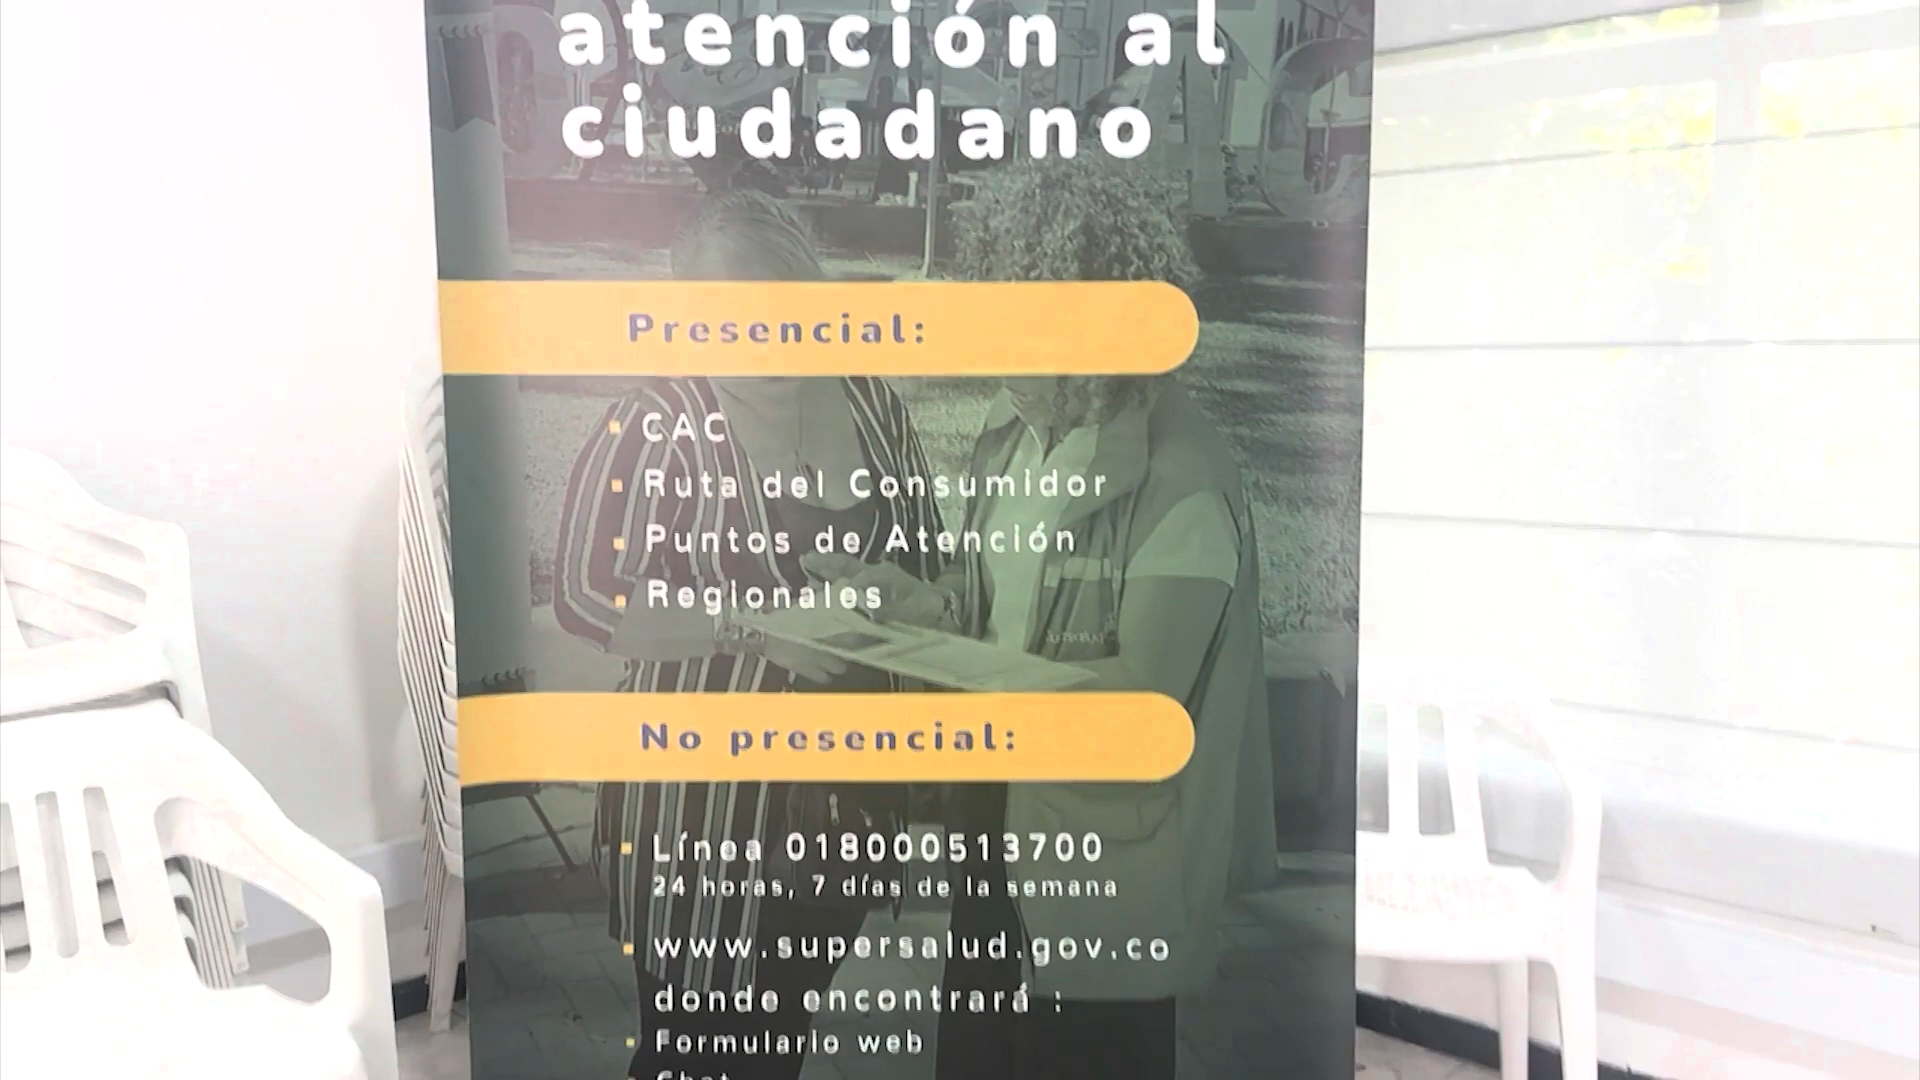 atención al
ciudadano
Presencial:
CAC
Ruta del Consumidor
Puntos de Atención
Regionales
No presencial:
Línea 018000513700
24 horas, 7 días de la semana
www.supersalud.gov.co
donde encontrará :
Formulario web
Chat